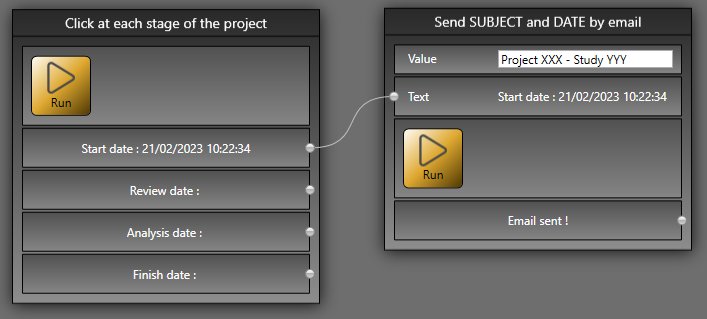 Click at each stage of the project
Run
Start date : 21/02/2023 10:22:34
Review date :
Analysis date :
Finish date :
Send SUBJECT and DATE by email
Value Project XXX - Study YYY
Text Start date : 21/02/2023 10:22:34
Run
Email sent !